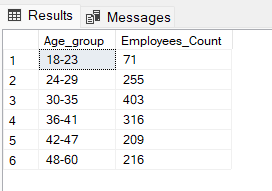 Results Messages
Age_group Employees_Count
1 18-23 71
2 24-29 255
3 30-35 403
4 36-41 316
5 42-47 209
6 48-60 216